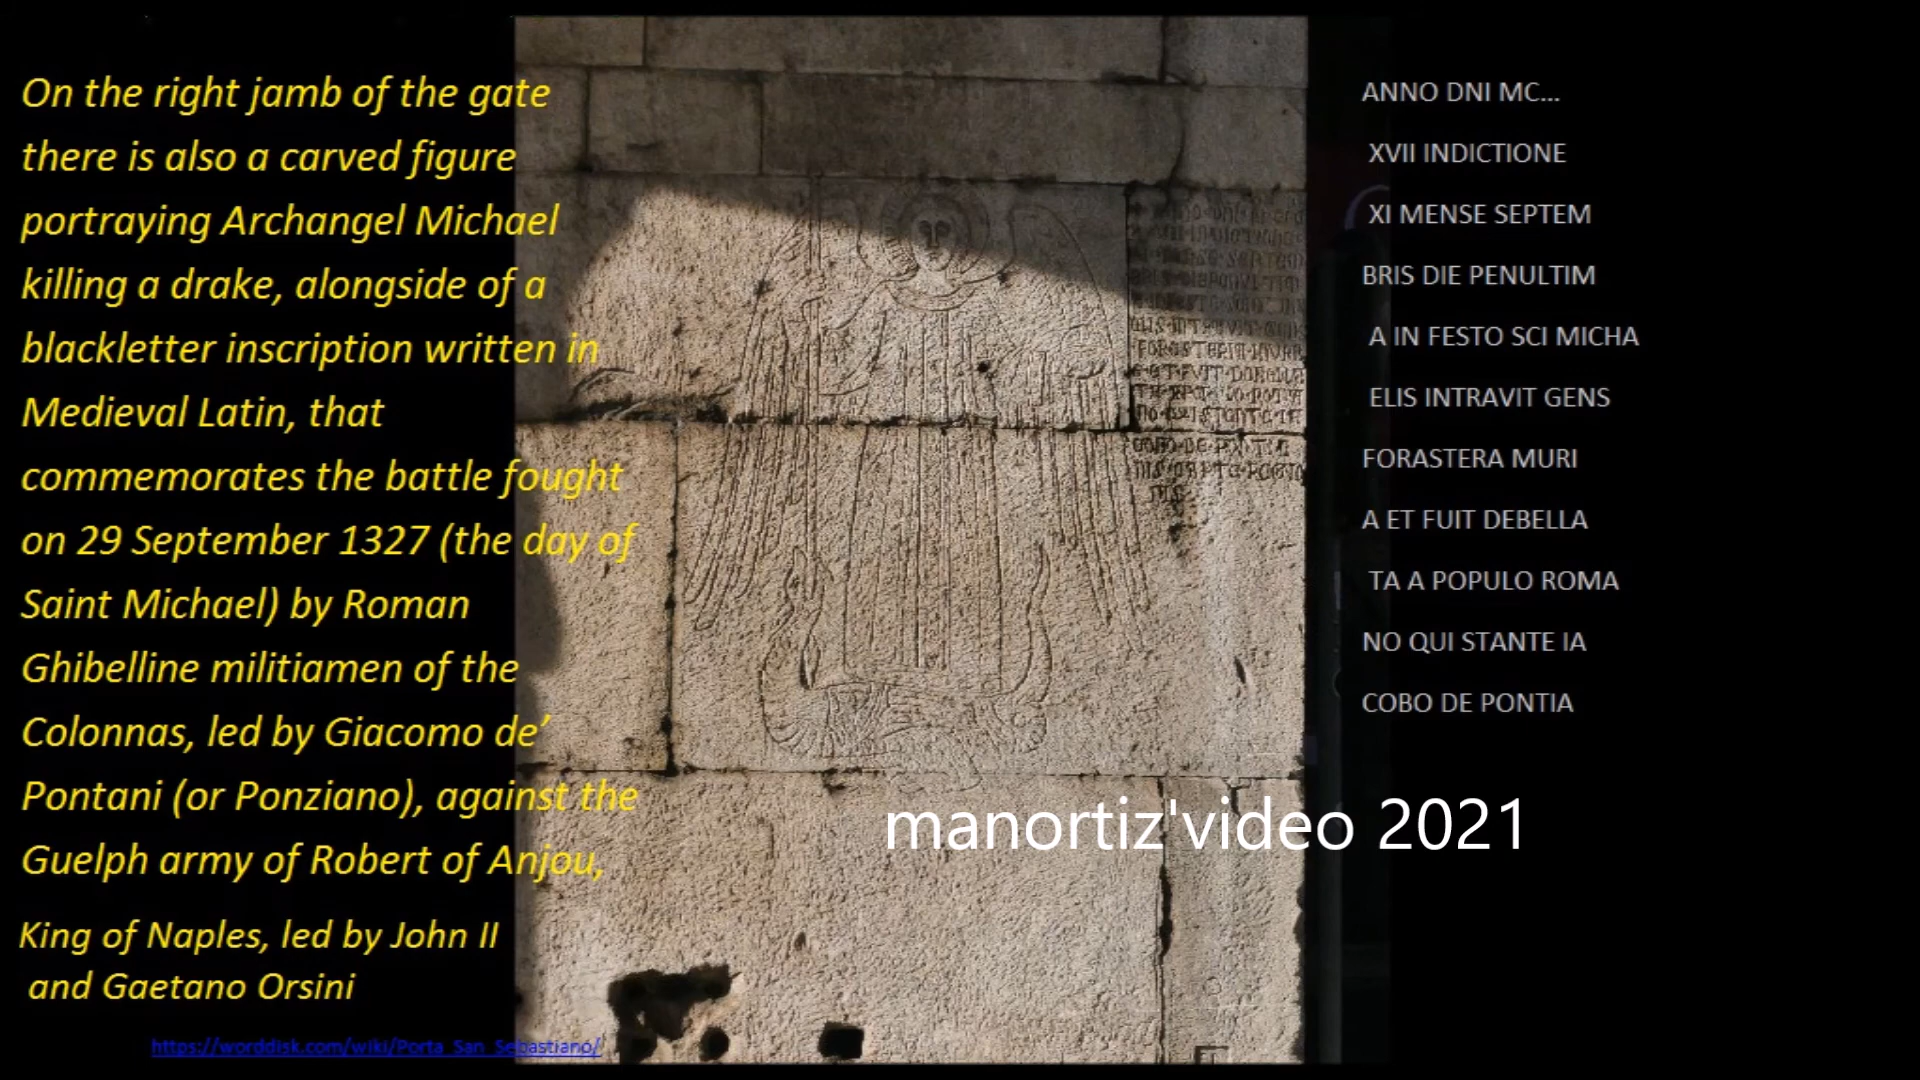 On the right jamb of the gate
there is also a carved figure
portraying Archangel Michael
killing a drake, alongside of a
blackletter inscription written in
Medieval Latin, that
commemorates the battle fought
on 29 September 1327 (the day of
Saint Michael) by Roman
Ghibelline militiamen of the
Colonnas, led by Giacomo de’
Pontani (or Ponziano), against the
Guelph army of Robert of Anjou,
King of Naples, led by John II
and Gaetano Orsini
https://worddisk.com/wiki/Porta_San_Sebastiano/
ANNO DNI MC...
XVII INDICTIONE
XI MENSE SEPTEM
BRIS DIE PENULTIM
A IN FESTO SCI MICHA
ELIS INTRAVIT GENS
FORASTERA MURI
A ET FUIT DEBELLA
TA A POPULO ROMA
NO QUI STANTE IA
COBO DE PONTIA
manortiz'video 2021